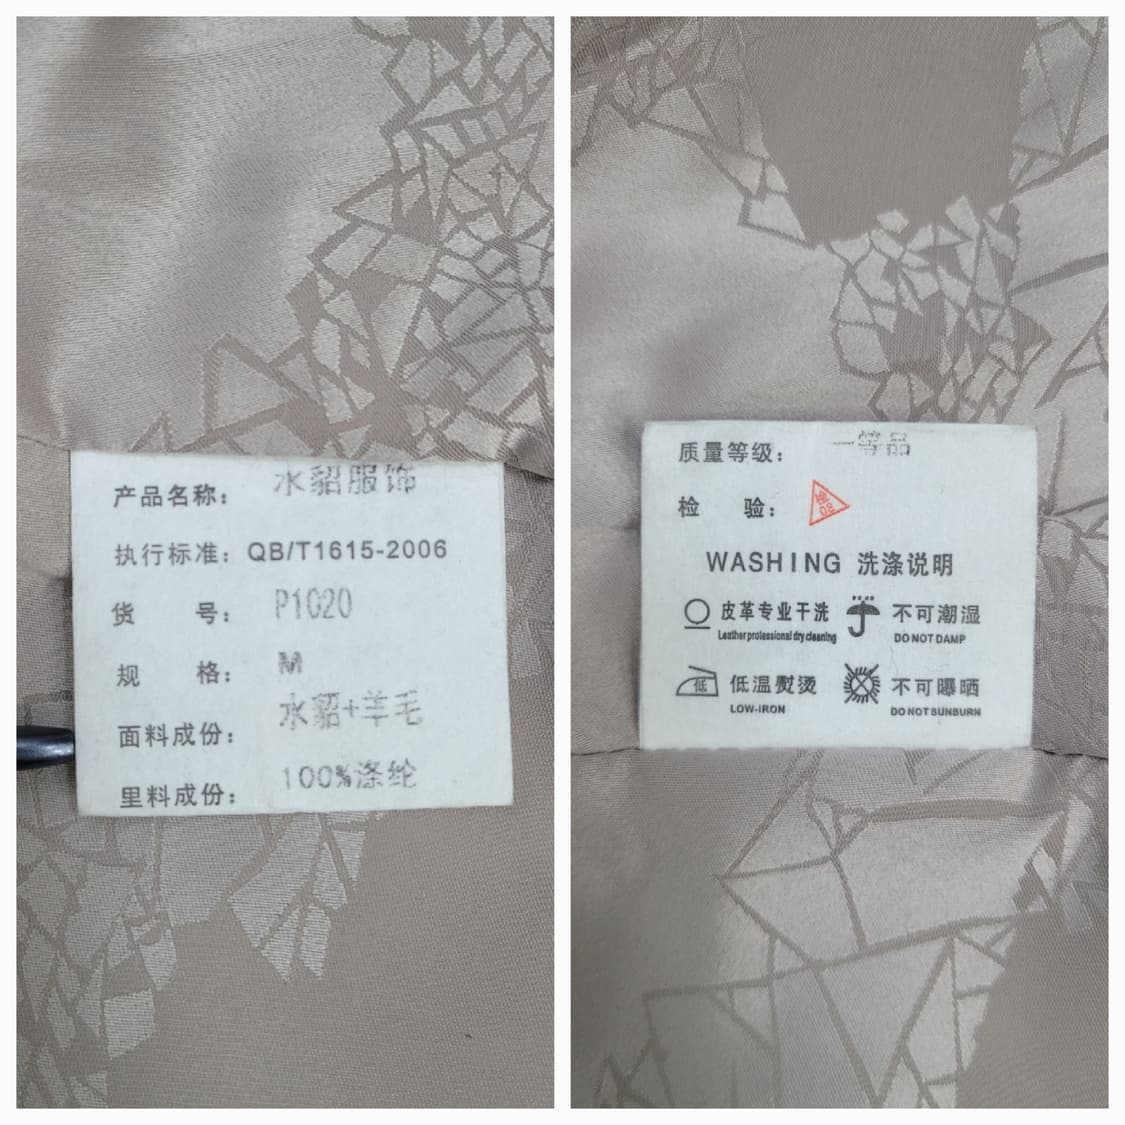 产品名称： 水貂服饰
执行标准：QB/T1615-2006
货 号： P1020
规 格： M
面料成份： 水貂+羊毛
里料成份： 100%涤纶
质量等级： 一等品
检 验： 检 08
WASHING 洗涤说明
皮革专业干洗 不可潮湿
Leather professional dry cleaning DO NOT DAMP
低 低温熨烫 不可曝晒
LOW-IRON DO NOT SUNBURN